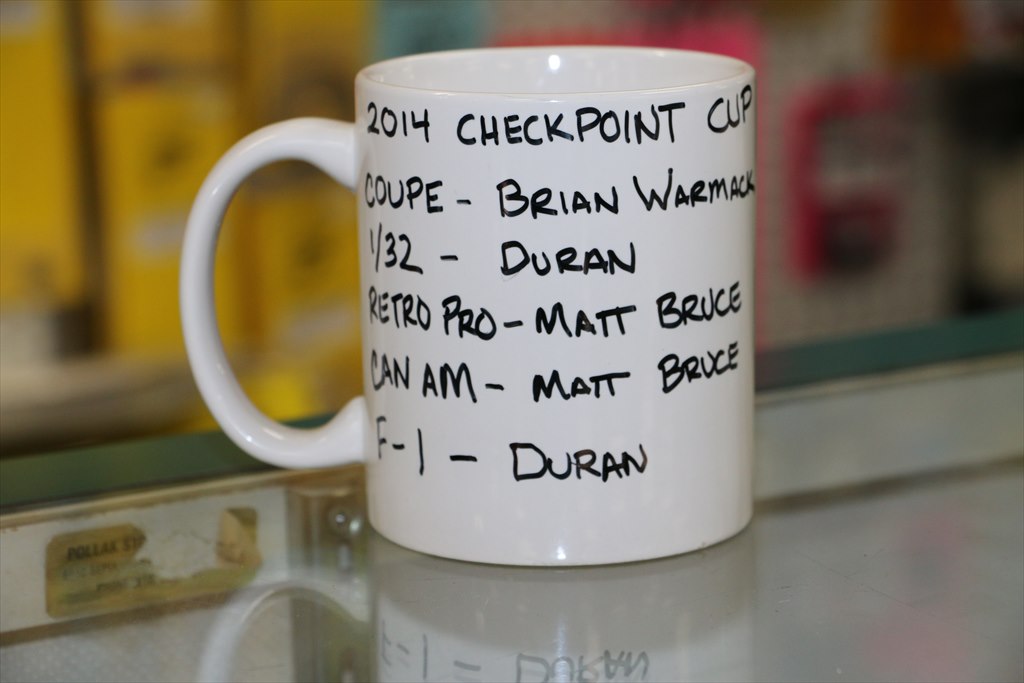 2014 CHECKPOINT CUP
COUPE - BRIAN WARMACK
1/32 - DURAN
RETRO PRO - MATT BRUCE
CAN AM - MATT BRUCE
F-1 - DURAN
POLLAK